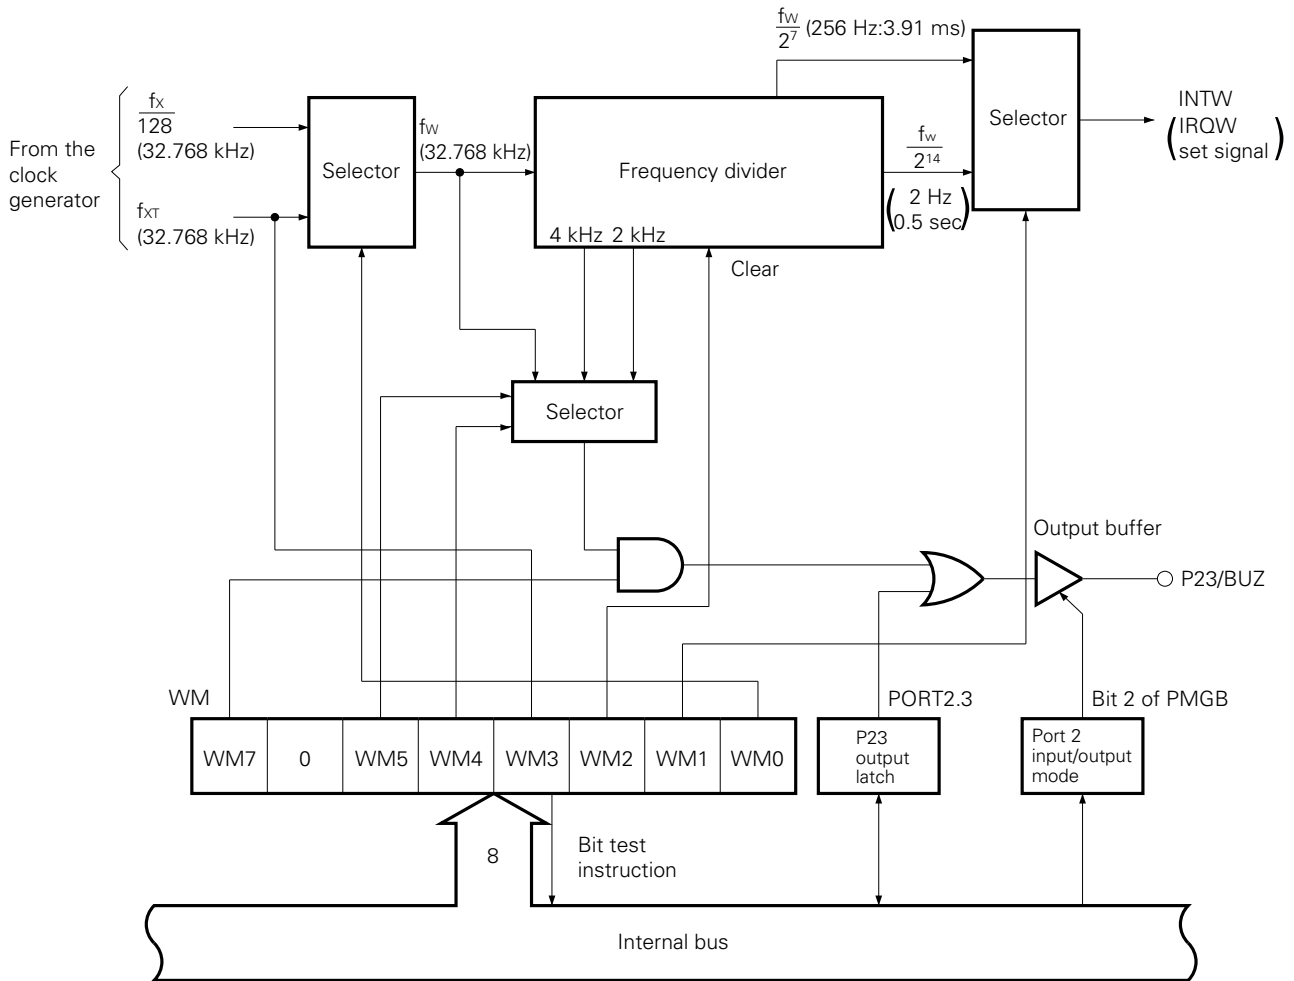 fW
2^7 (256 Hz:3.91 ms)
From the
clock
generator
fX
128
(32.768 kHz)
fXT
(32.768 kHz)
Selector
fW
(32.768 kHz)
Frequency divider
4 kHz 2 kHz
Clear
fw
2^14
( 2 Hz
0.5 sec )
Selector
INTW
( IRQW
set signal )
Selector
Output buffer
P23/BUZ
WM
PORT2.3
Bit 2 of PMGB
WM7 0 WM5 WM4 WM3 WM2 WM1 WM0
P23
output
latch
Port 2
input/output
mode
8
Bit test
instruction
Internal bus